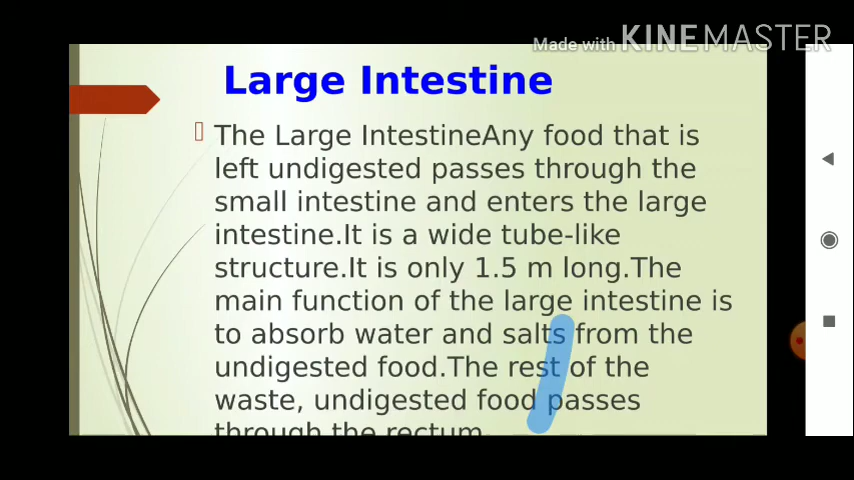 Made with KINEMASTER
Large Intestine
The Large IntestineAny food that is
left undigested passes through the
small intestine and enters the large
intestine.It is a wide tube-like
structure.It is only 1.5 m long.The
main function of the large intestine is
to absorb water and salts from the
undigested food.The rest of the
waste, undigested food passes
through the rectum.